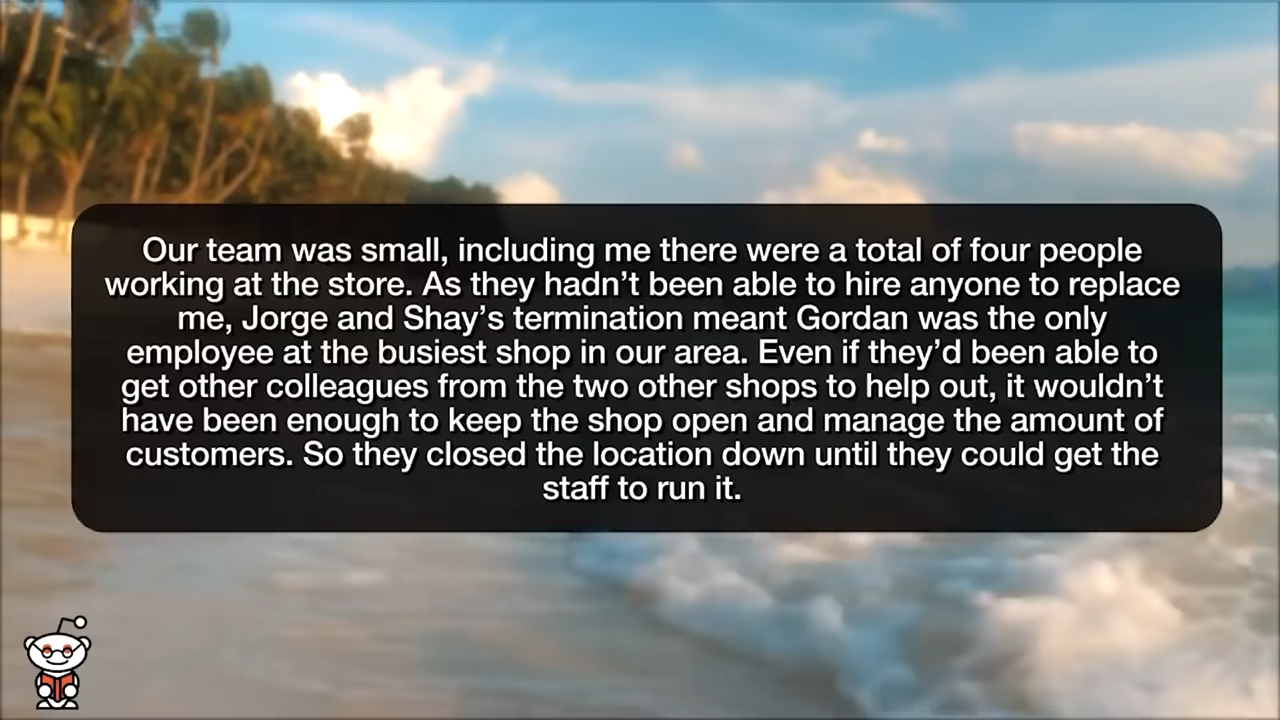 Our team was small, including me there were a total of four people
working at the store. As they hadn’t been able to hire anyone to replace
me, Jorge and Shay’s termination meant Gordan was the only
employee at the busiest shop in our area. Even if they’d been able to
get other colleagues from the two other shops to help out, it wouldn’t
have been enough to keep the shop open and manage the amount of
customers. So they closed the location down until they could get the
staff to run it.